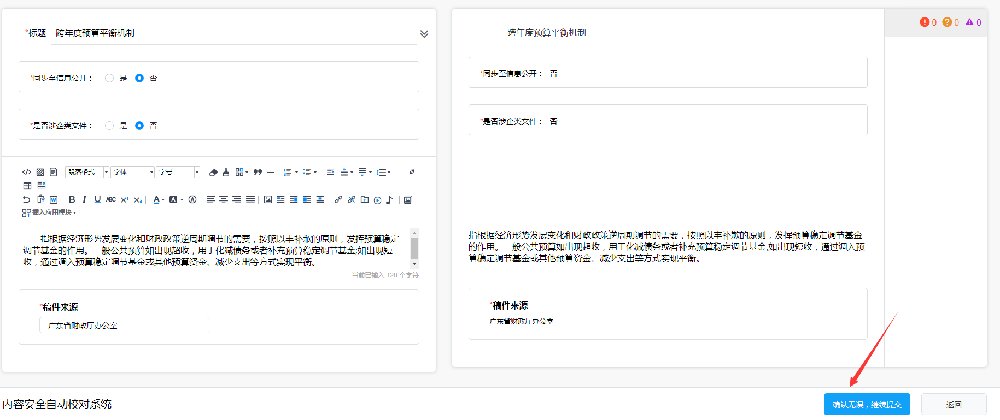 *标题 跨年度预算平衡机制
*同步至信息公开： 是 否
*是否涉企类文件： 是 否
段落格式 字体 字号
B I U ABC X² X₂ A A A
插入应用模块
指根据经济形势发展变化和财政政策逆周期调节的需要，按照以丰补歉的原则，发挥预算稳定
调节基金的作用。一般公共预算如出现超收，用于化减债务或者补充预算稳定调节基金;如出现短
收，通过调入预算稳定调节基金或其他预算资金、减少支出等方式实现平衡。
当前已输入 120 个字符
*稿件来源
广东省财政厅办公室
跨年度预算平衡机制
*同步至信息公开： 否
*是否涉企类文件： 否
指根据经济形势发展变化和财政政策逆周期调节的需要，按照以丰补歉的原则，发挥预算稳定调节基金
的作用。一般公共预算如出现超收，用于化减债务或者补充预算稳定调节基金;如出现短收，通过调入预
算稳定调节基金或其他预算资金、减少支出等方式实现平衡。
*稿件来源
广东省财政厅办公室
0 0 0
内容安全自动校对系统
确认无误，继续提交 返回